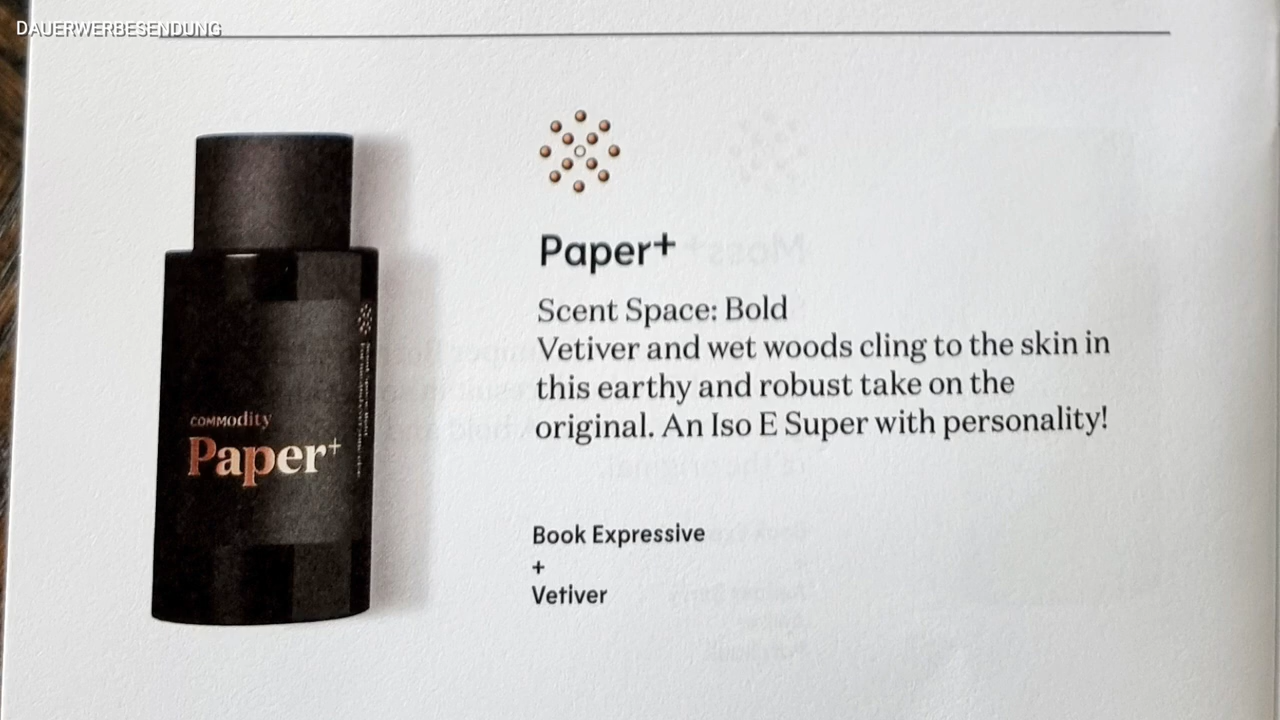 DAUERWERBESENDUNG
Paper+
Scent Space: Bold
Vetiver and wet woods cling to the skin in
this earthy and robust take on the
original. An Iso E Super with personality!
Book Expressive
+
Vetiver
COMMOdity
Paper+